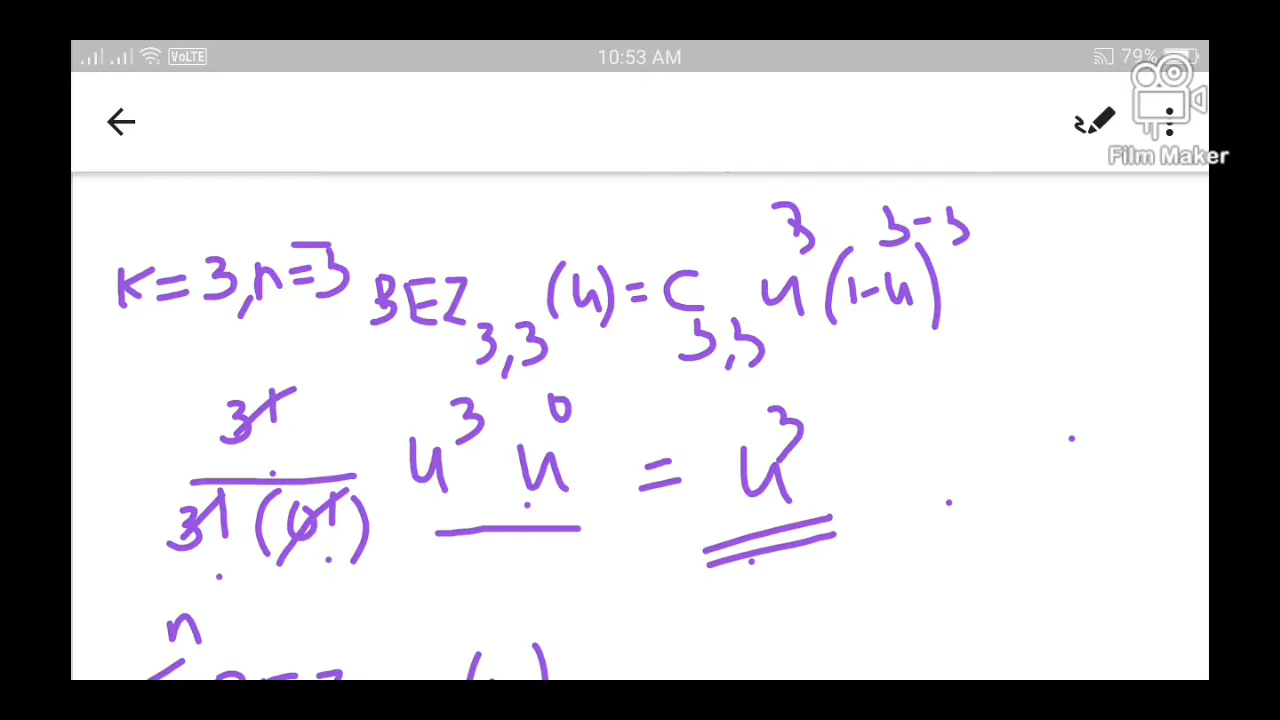 VoLTE 10:53 AM 79%
Film Maker
K=3, n=3 BEZ₃,₃(u) = C₃,₃ u³(1-u)³⁻³
3!/3!(0!) u³ u⁰ = u³
n